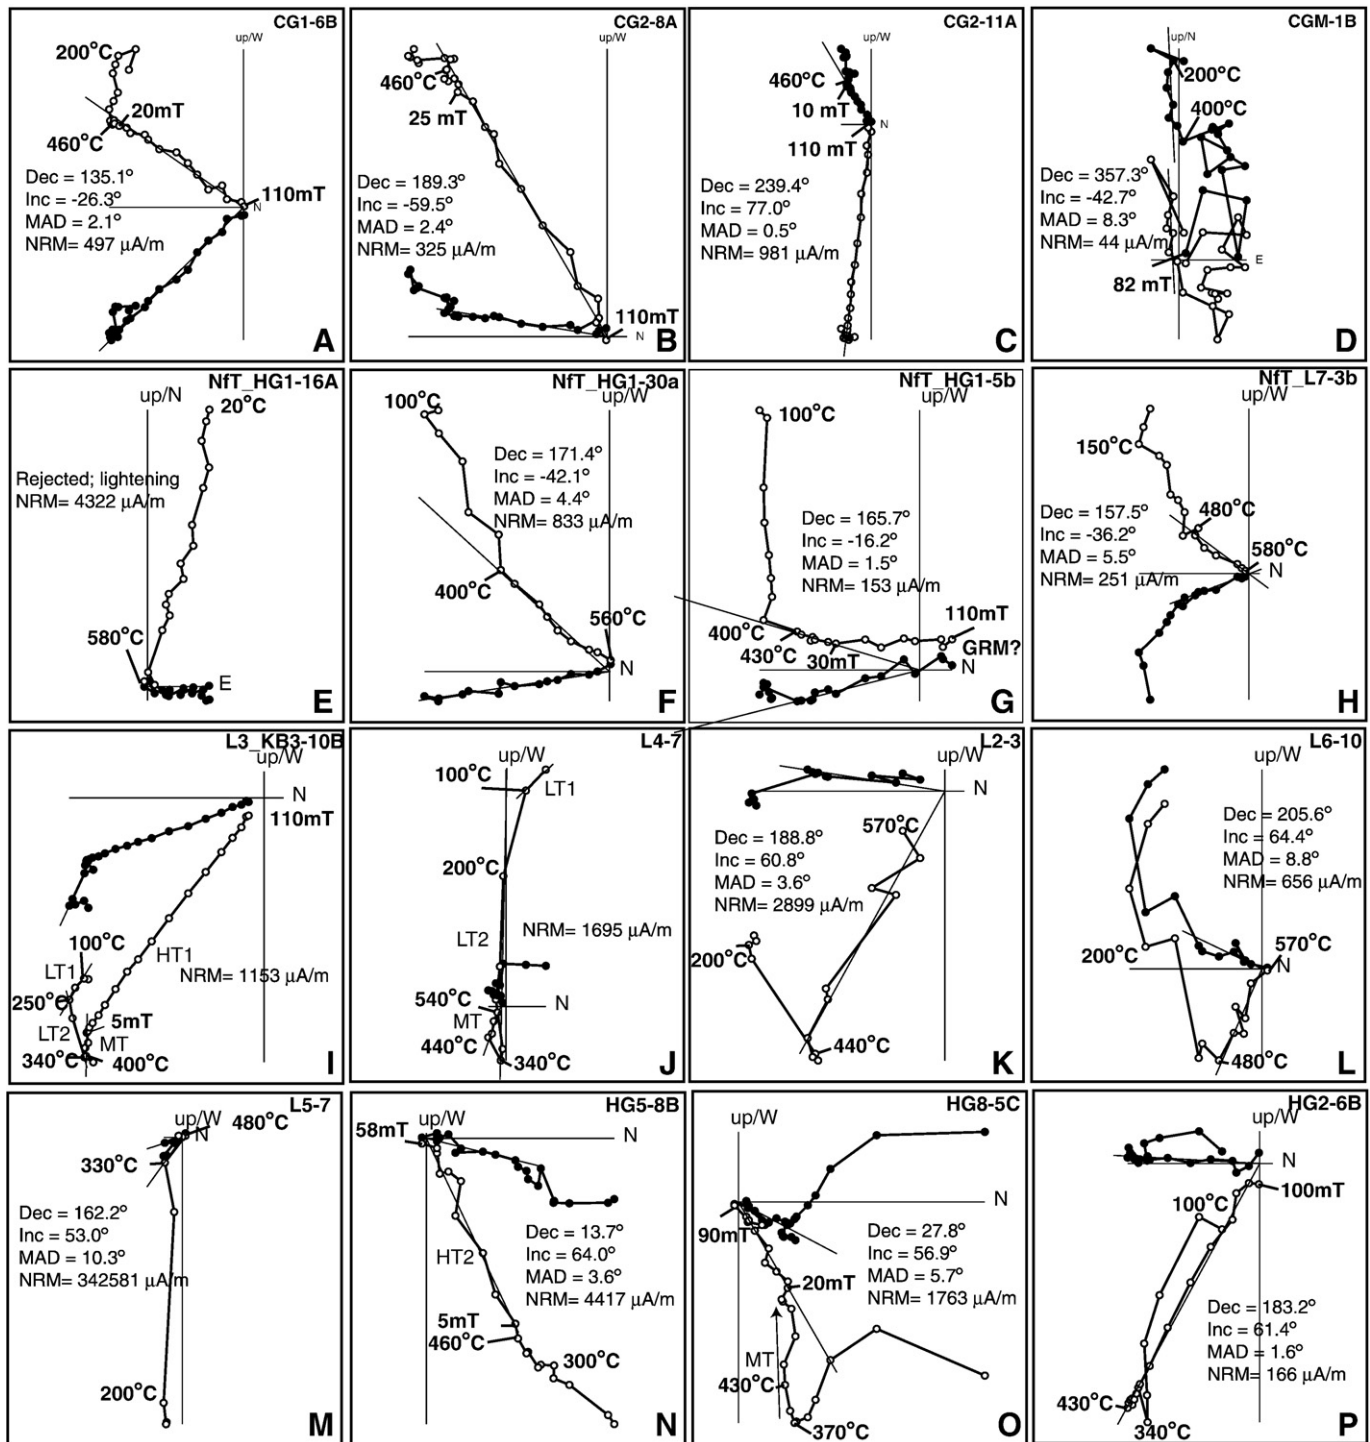 CG1-6B
up/W
200°C
20mT
460°C
Dec = 135.1°
Inc = -26.3°
MAD = 2.1°
NRM= 497 µA/m
110mT
N
A
CG2-8A
up/W
460°C
25 mT
Dec = 189.3°
Inc = -59.5°
MAD = 2.4°
NRM= 325 µA/m
110mT
N
B
CG2-11A
up/W
460°C
10 mT
N
110 mT
Dec = 239.4°
Inc = 77.0°
MAD = 0.5°
NRM= 981 µA/m
C
CGM-1B
up/N
200°C
400°C
Dec = 357.3°
Inc = -42.7°
MAD = 8.3°
NRM= 44 µA/m
E
82 mT
D
NfT_HG1-16A
up/N
20°C
Rejected; lightening
NRM= 4322 µA/m
580°C
E
E
NfT_HG1-30a
up/W
100°C
Dec = 171.4°
Inc = -42.1°
MAD = 4.4°
NRM= 833 µA/m
400°C
560°C
N
F
NfT_HG1-5b
up/W
100°C
Dec = 165.7°
Inc = -16.2°
MAD = 1.5°
NRM= 153 µA/m
110mT
400°C
430°C
30mT
GRM?
N
G
NfT_L7-3b
up/W
150°C
480°C
Dec = 157.5°
Inc = -36.2°
MAD = 5.5°
NRM= 251 µA/m
580°C
N
H
L3_KB3-10B
up/W
N
110mT
100°C
HT1
LT1
NRM= 1153 µA/m
250°C
5mT
LT2
MT
340°C
400°C
I
L4-7
up/W
100°C
LT1
200°C
NRM= 1695 µA/m
LT2
540°C
N
MT
440°C
340°C
J
L2-3
up/W
N
570°C
Dec = 188.8°
Inc = 60.8°
MAD = 3.6°
NRM= 2899 µA/m
200°C
440°C
K
L6-10
up/W
Dec = 205.6°
Inc = 64.4°
MAD = 8.8°
NRM= 656 µA/m
200°C
570°C
N
480°C
L
L5-7
up/W
480°C
N
330°C
Dec = 162.2°
Inc = 53.0°
MAD = 10.3°
NRM= 342581 µA/m
200°C
M
HG5-8B
up/W
58mT
N
Dec = 13.7°
Inc = 64.0°
MAD = 3.6°
NRM= 4417 µA/m
HT2
5mT
460°C
300°C
N
HG8-5C
up/W
N
90mT
Dec = 27.8°
Inc = 56.9°
MAD = 5.7°
NRM= 1763 µA/m
20mT
MT
430°C
370°C
O
HG2-6B
up/W
N
100mT
100°C
Dec = 183.2°
Inc = 61.4°
MAD = 1.6°
NRM= 166 µA/m
430°C
340°C
P